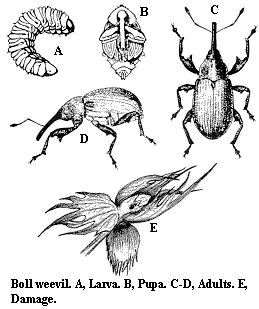 A
B
C
D
E
Boll weevil. A, Larva. B, Pupa. C-D, Adults. E,
Damage.